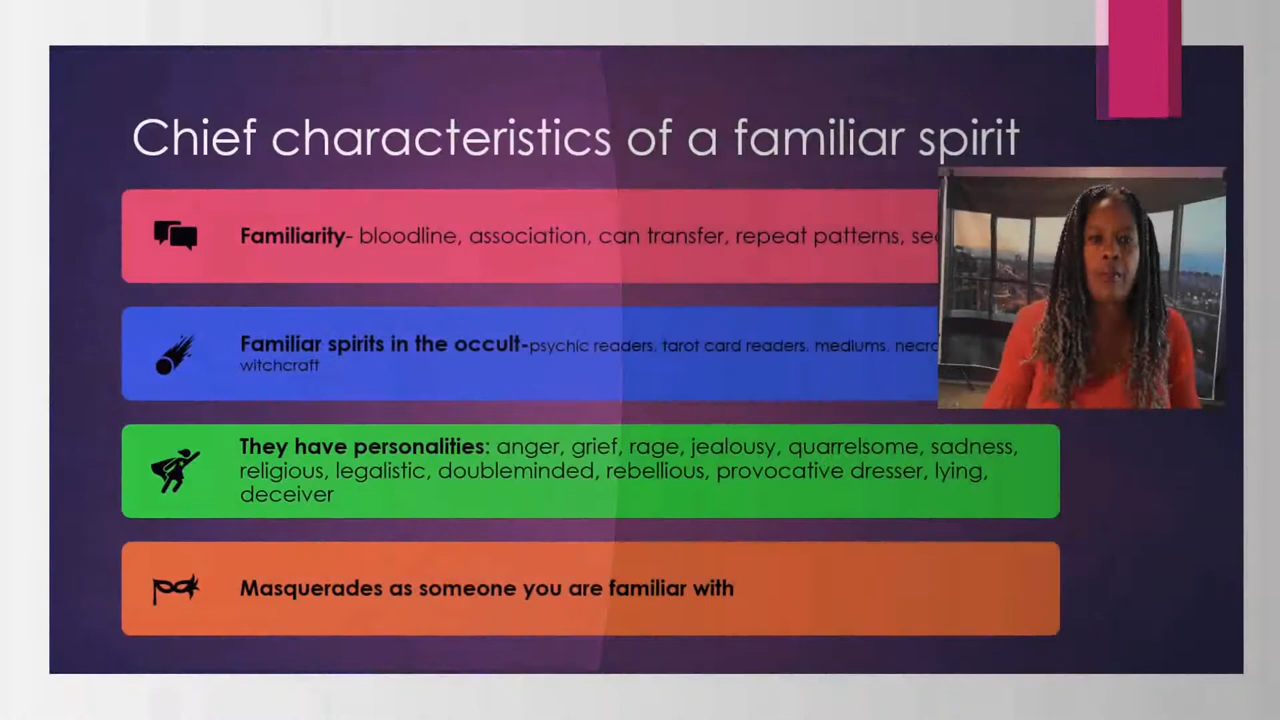 Chief characteristics of a familiar spirit
Familiarity- bloodline, association, can transfer, repeat patterns,
Familiar spirits in the occult-psychic readers, tarot card readers, mediums,
witchcraft
They have personalities: anger, grief, rage, jealousy, quarrelsome, sadness,
religious, legalistic, doubleminded, rebellious, provocative dresser, lying,
deceiver
Masquerades as someone you are familiar with